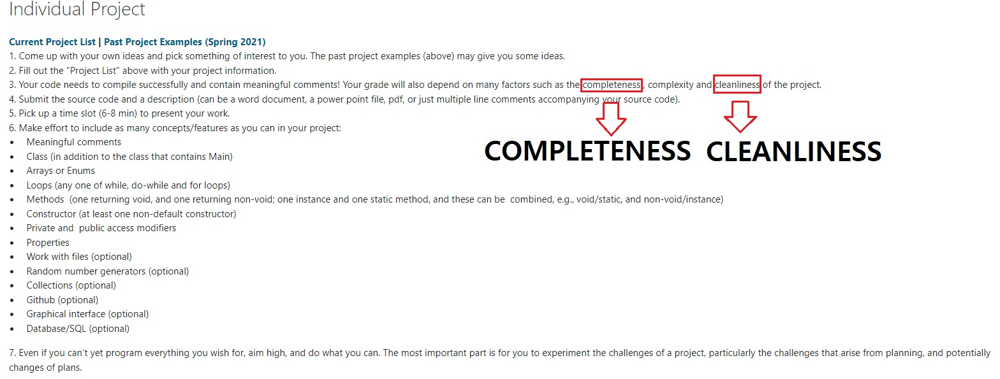 Individual Project
Current Project List | Past Project Examples (Spring 2021)
1. Come up with your own ideas and pick something of interest to you. The past project examples (above) may give you some ideas.
2. Fill out the "Project List" above with your project information.
3. Your code needs to compile successfully and contain meaningful comments! Your grade will also depend on many factors such as the completeness, complexity and cleanliness of the project.
4. Submit the source code and a description (can be a word document, a power point file, pdf, or just multiple line comments accompanying your source code).
5. Pick up a time slot (6-8 min) to present your work.
6. Make effort to include as many concepts/features as you can in your project:
• Meaningful comments
• Class (in addition to the class that contains Main)
• Arrays or Enums
• Loops (any one of while, do-while and for loops)
• Methods (one returning void, and one returning non-void; one instance and one static method, and these can be combined, e.g., void/static, and non-void/instance)
• Constructor (at least one non-default constructor)
• Private and public access modifiers
• Properties
• Work with files (optional)
• Random number generators (optional)
• Collections (optional)
• Github (optional)
• Graphical interface (optional)
• Database/SQL (optional)
COMPLETENESS CLEANLINESS
7. Even if you can't yet program everything you wish for, aim high, and do what you can. The most important part is for you to experiment the challenges of a project, particularly the challenges that arise from planning, and potentially
changes of plans.